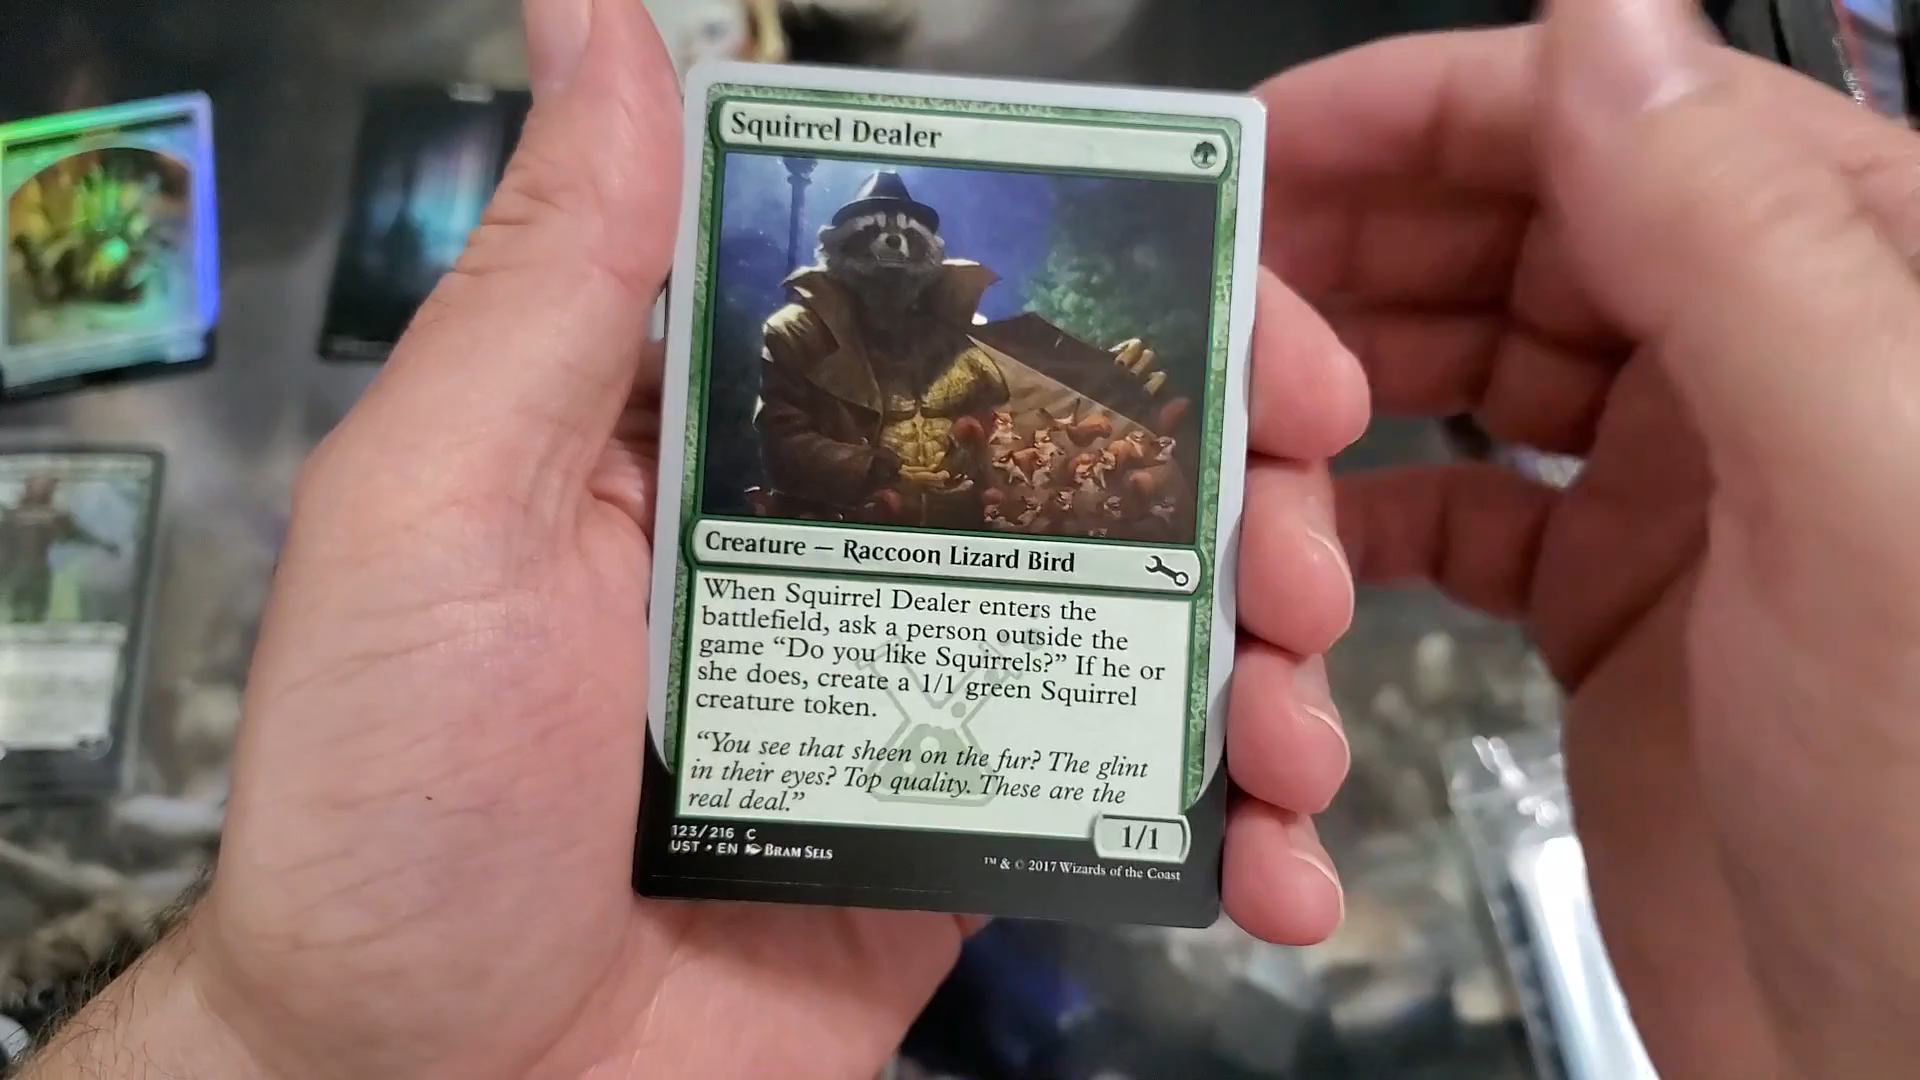 Squirrel Dealer
Creature — Raccoon Lizard Bird
When Squirrel Dealer enters the
battlefield, ask a person outside the
game “Do you like Squirrels?” If he or
she does, create a 1/1 green Squirrel
creature token.
“You see that sheen on the fur? The glint
in their eyes? Top quality. These are the
real deal.”
1/1
123/216 C
UST • EN Bram Sels
™ & © 2017 Wizards of the Coast